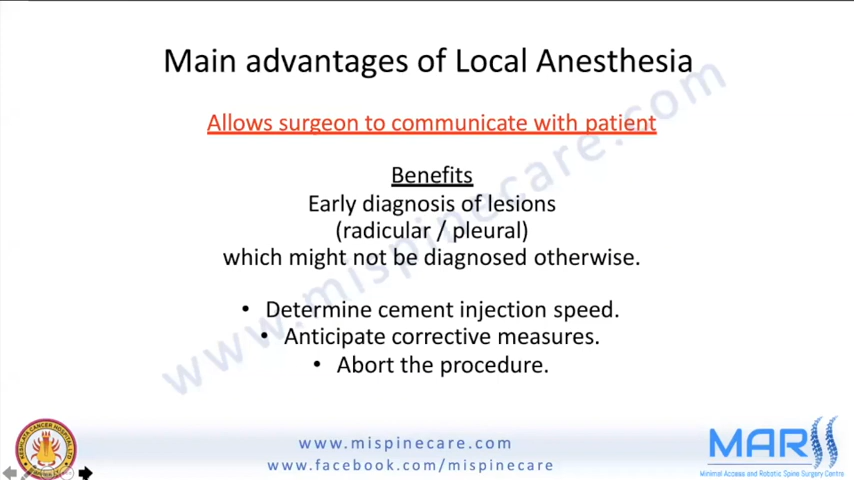 Main advantages of Local Anesthesia
Allows surgeon to communicate with patient
Benefits
Early diagnosis of lesions
(radicular / pleural)
which might not be diagnosed otherwise.
• Determine cement injection speed.
• Anticipate corrective measures.
• Abort the procedure.
www.mispinecare.com
www.mispinecare.com
www.facebook.com/mispinecare
MARSS
Minimal Access and Robotic Spine Surgery Centre